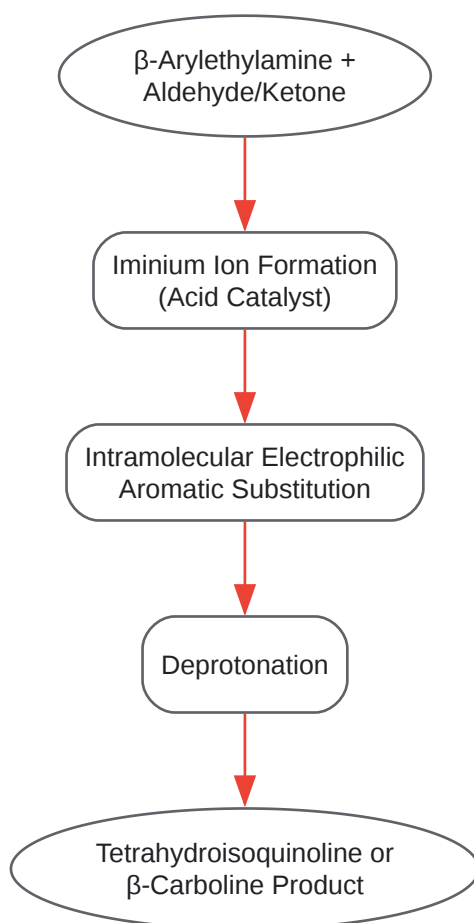 β-Arylethylamine +
Aldehyde/Ketone
Iminium Ion Formation
(Acid Catalyst)
Intramolecular Electrophilic
Aromatic Substitution
Deprotonation
Tetrahydroisoquinoline or
β-Carboline Product